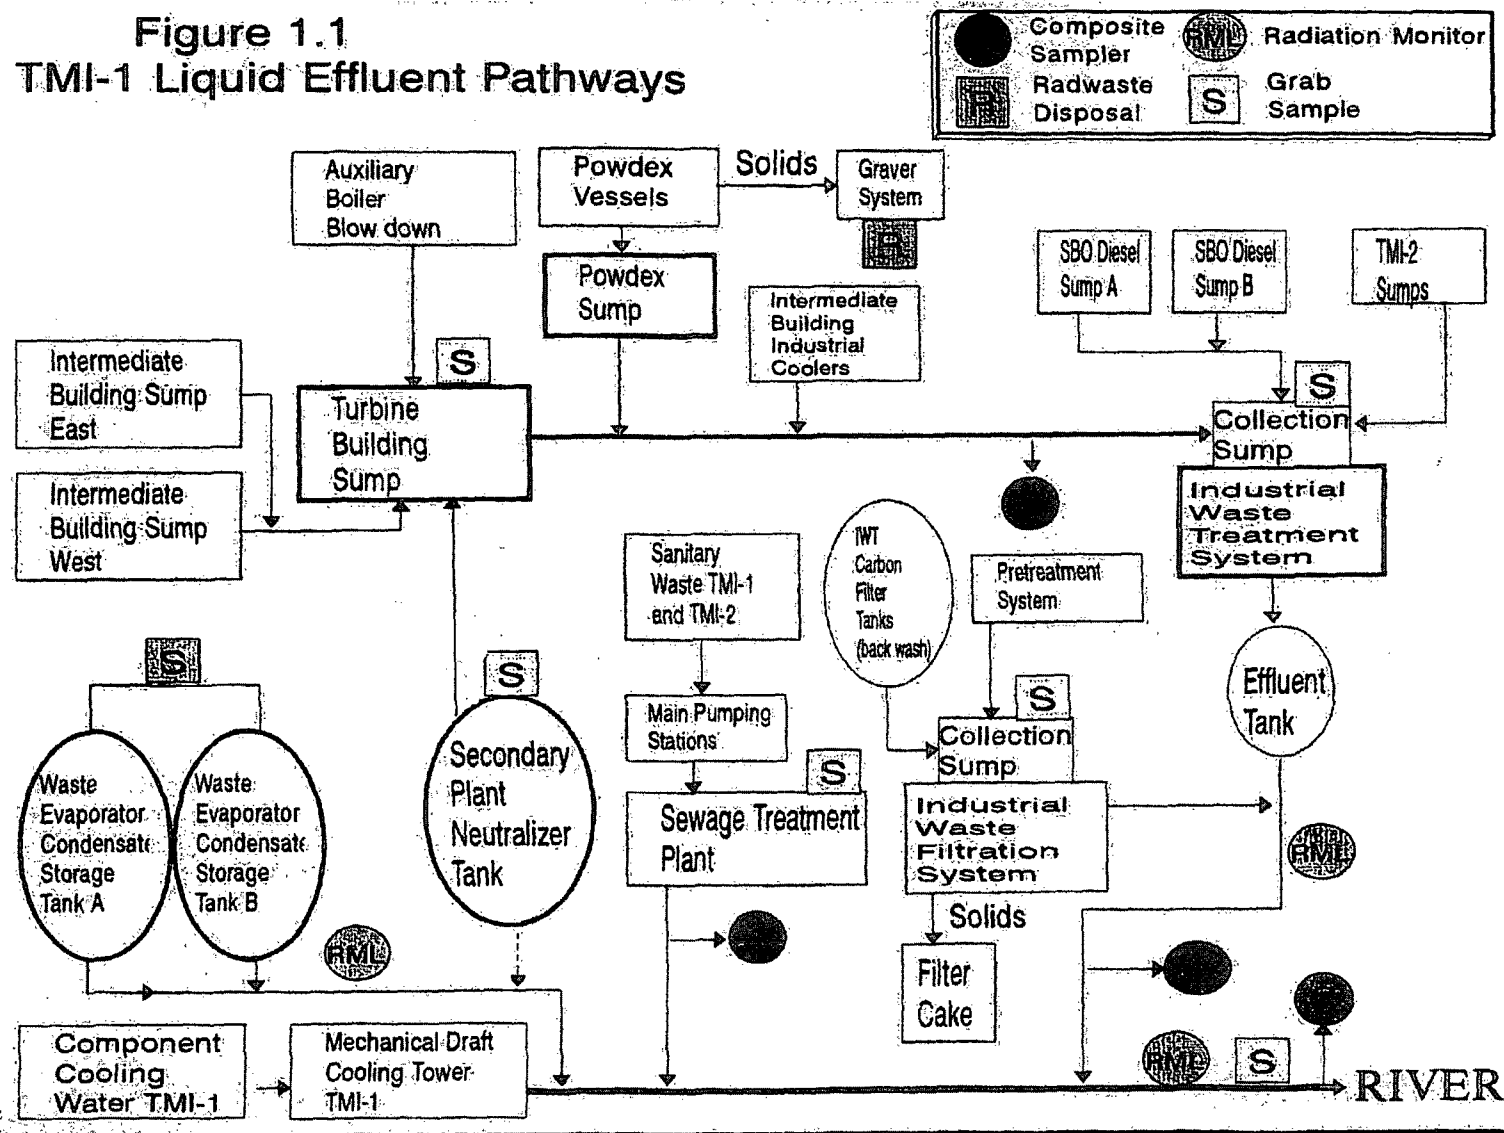 Figure 1.1
TMI-1 Liquid Effluent Pathways
Composite
Sampler
RML
Radiation Monitor
R
Radwaste
Disposal
S
Grab
Sample
Auxiliary
Boiler
Blow down
Powdex
Vessels
Solids
Graver
System
R
Powdex
Sump
Intermediate
Building
Industrial
Coolers
SBO Diesel
Sump A
SBO Diesel
Sump B
TMI-2
Sumps
Intermediate
Building Sump
East
S
Turbine
Building
Sump
S
Collection
Sump
Industrial
Waste
Treatment
System
Intermediate
Building Sump
West
Sanitary
Waste TMI-1
and TMI-2
IWT
Carbon
Filter
Tanks
(back wash)
Pretreatment
System
Effluent
Tank
S
S
Main Pumping
Stations
S
Collection
Sump
Waste
Evaporator
Condensate
Storage
Tank A
Waste
Evaporator
Condensate
Storage
Tank B
Secondary
Plant
Neutralizer
Tank
S
Sewage Treatment
Plant
Industrial
Waste
Filtration
System
RML
Solids
Filter
Cake
RML
Component
Cooling
Water TMI-1
Mechanical Draft
Cooling Tower
TMI-1
RML
S
RIVER